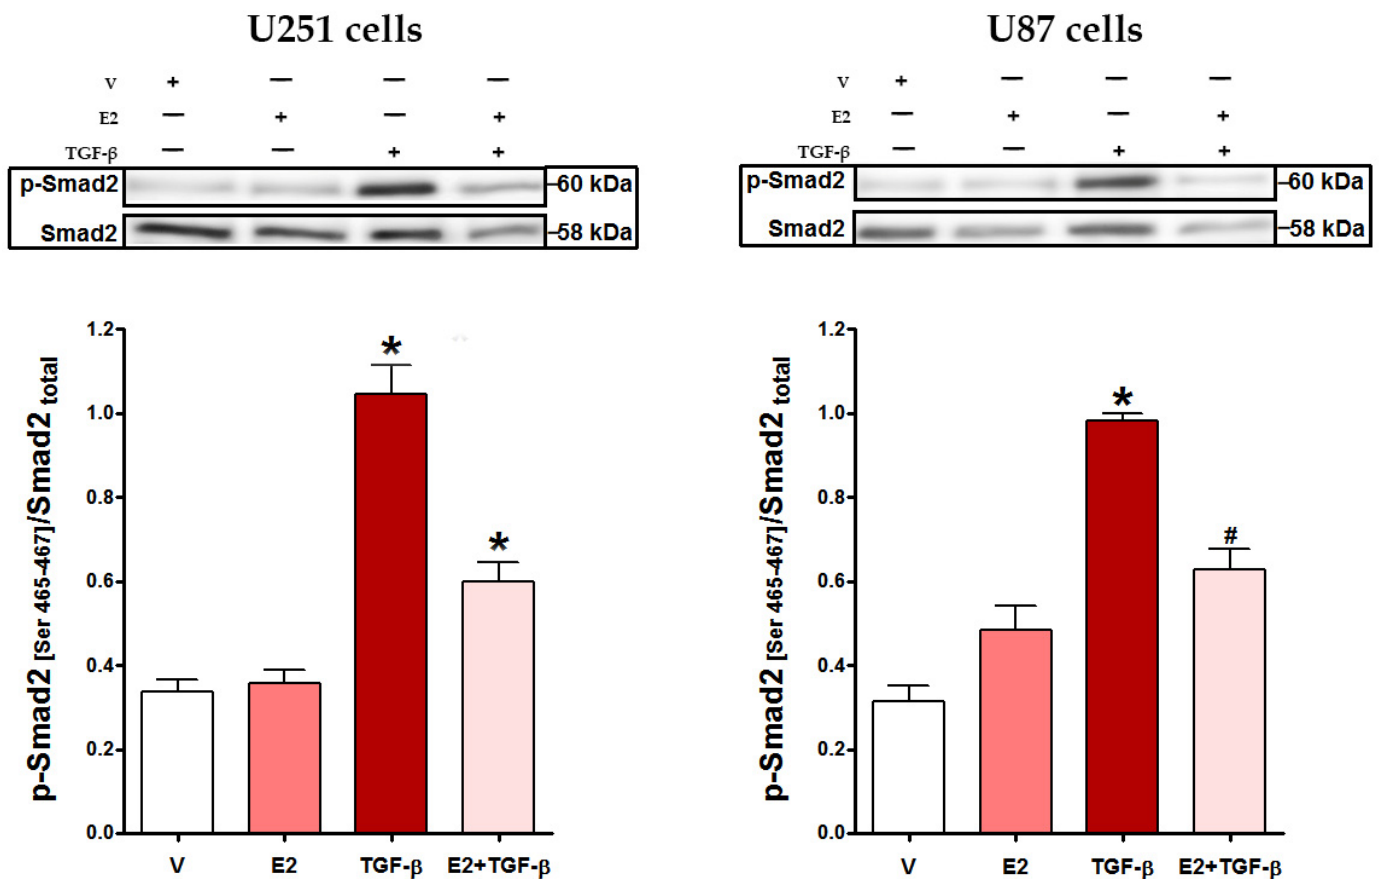 U251 cells
V + — — —
E2 — + — +
TGF-β — — + +
p-Smad2 –60 kDa
Smad2 –58 kDa
p-Smad2 [Ser 465-467]/Smad2 total
1.2
*
1.0
0.8
*
0.6
0.4
0.2
0.0
V E2 TGF-β E2+TGF-β
U87 cells
V + — — —
E2 — + — +
TGF-β — — + +
p-Smad2 –60 kDa
Smad2 –58 kDa
p-Smad2 [Ser 465-467]/Smad2 total
1.2
1.0
*
0.8
#
0.6
0.4
0.2
0.0
V E2 TGF-β E2+TGF-β